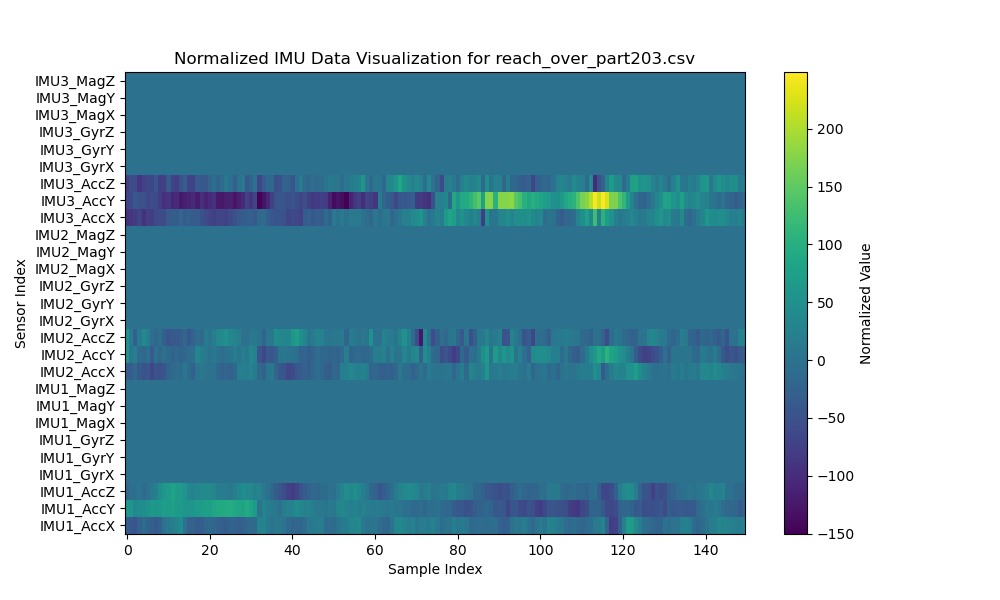 Normalized IMU Data Visualization for reach_over_part203.csv
IMU3_MagZ
IMU3_MagY
IMU3_MagX
IMU3_GyrZ
IMU3_GyrY
IMU3_GyrX
IMU3_AccZ
IMU3_AccY
IMU3_AccX
IMU2_MagZ
IMU2_MagY
IMU2_MagX
IMU2_GyrZ
IMU2_GyrY
IMU2_GyrX
IMU2_AccZ
IMU2_AccY
IMU2_AccX
IMU1_MagZ
IMU1_MagY
IMU1_MagX
IMU1_GyrZ
IMU1_GyrY
IMU1_GyrX
IMU1_AccZ
IMU1_AccY
IMU1_AccX
Sensor Index
0 20 40 60 80 100 120 140
Sample Index
200
150
100
50
0
−50
−100
−150
Normalized Value